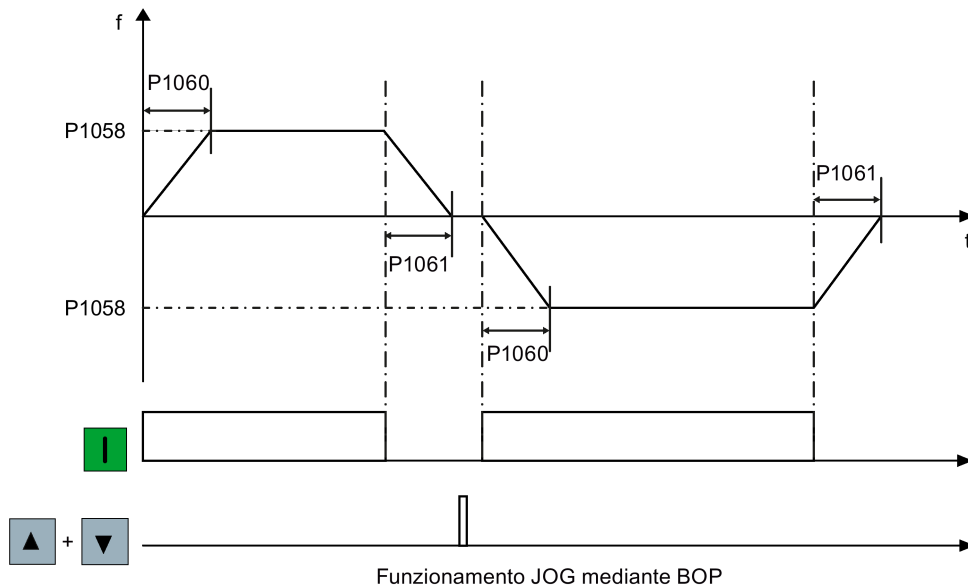 f
P1060
P1058
P1061
P1061
t
P1058
P1060
I
▲ + ▼
Funzionamento JOG mediante BOP